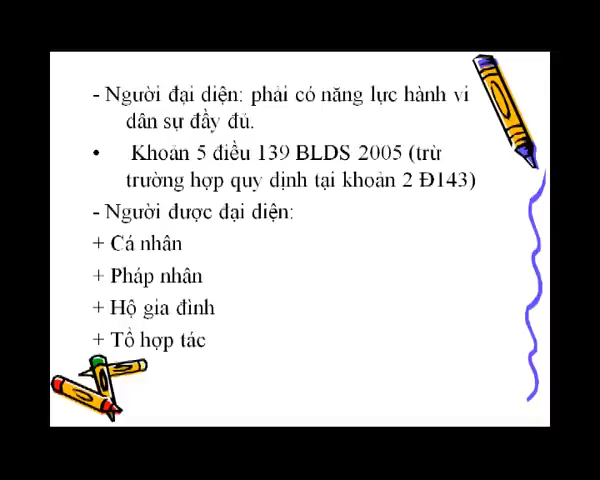 - Người đại diện: phải có năng lực hành vi
dân sự đầy đủ.
• Khoản 5 điều 139 BLDS 2005 (trừ
trường hợp quy định tại khoản 2 Đ143)
- Người được đại diện:
+ Cá nhân
+ Pháp nhân
+ Hộ gia đình
+ Tổ hợp tác